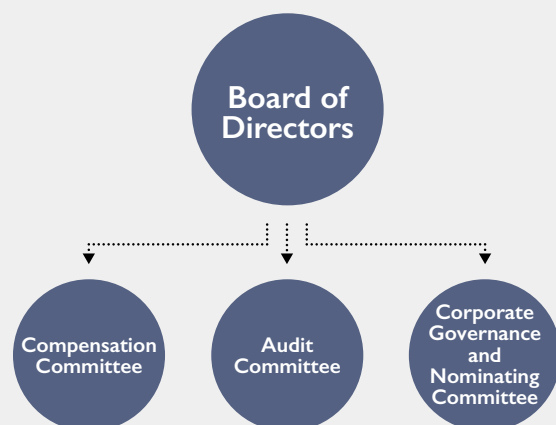 Board of
Directors
Compensation
Committee
Audit
Committee
Corporate
Governance
and
Nominating
Committee